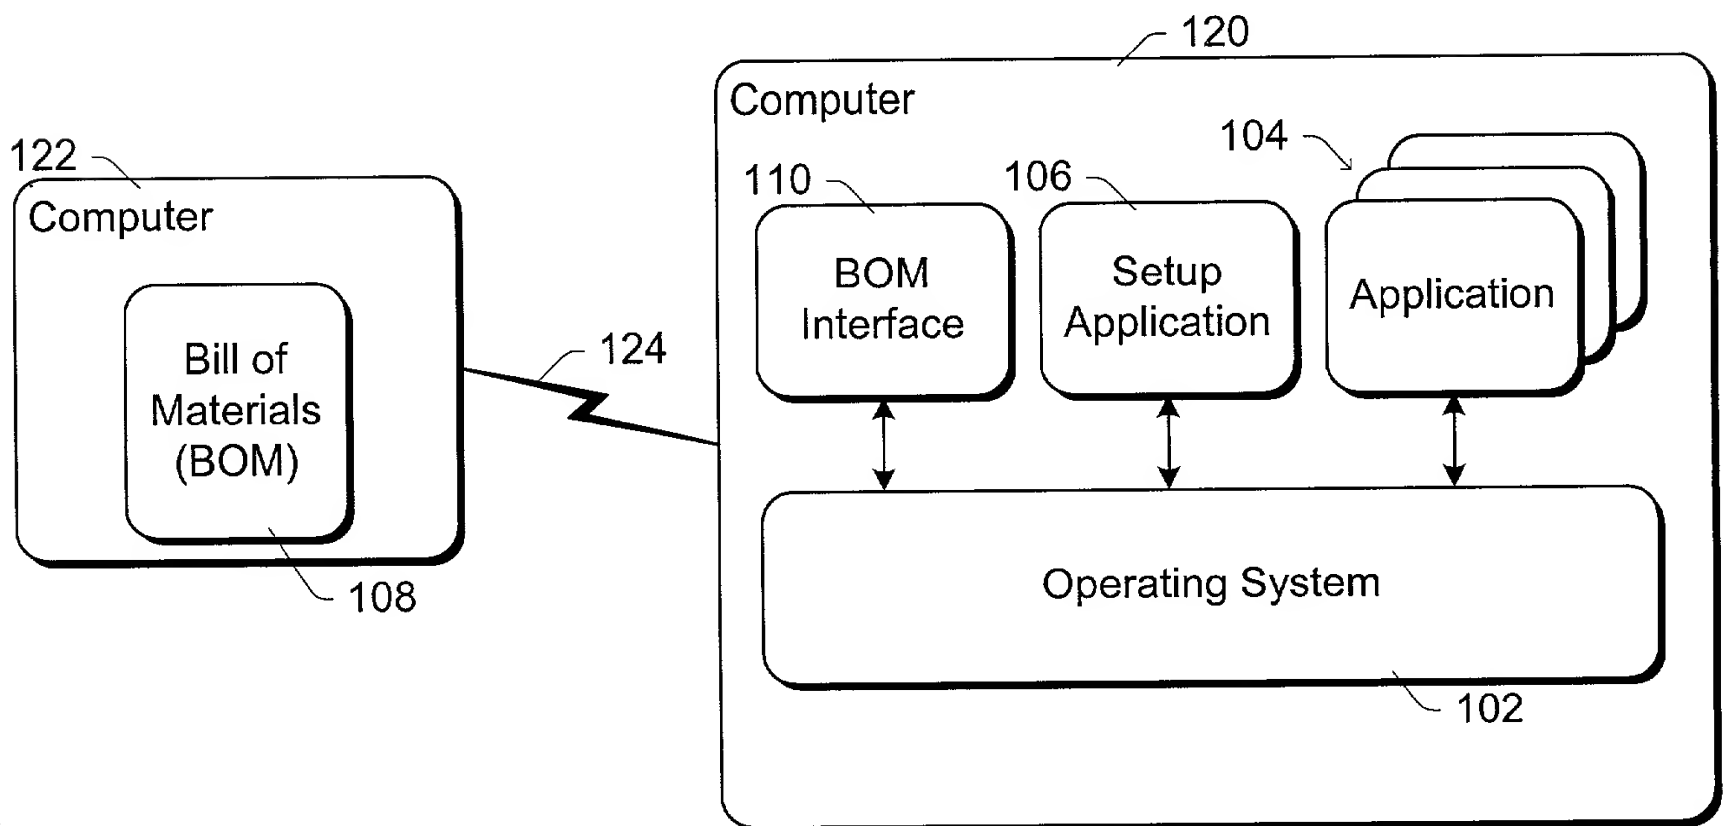 120
Computer
122
Computer
104
110
106
BOM
Interface
Setup
Application
Application
Bill of
Materials
(BOM)
124
108
Operating System
102